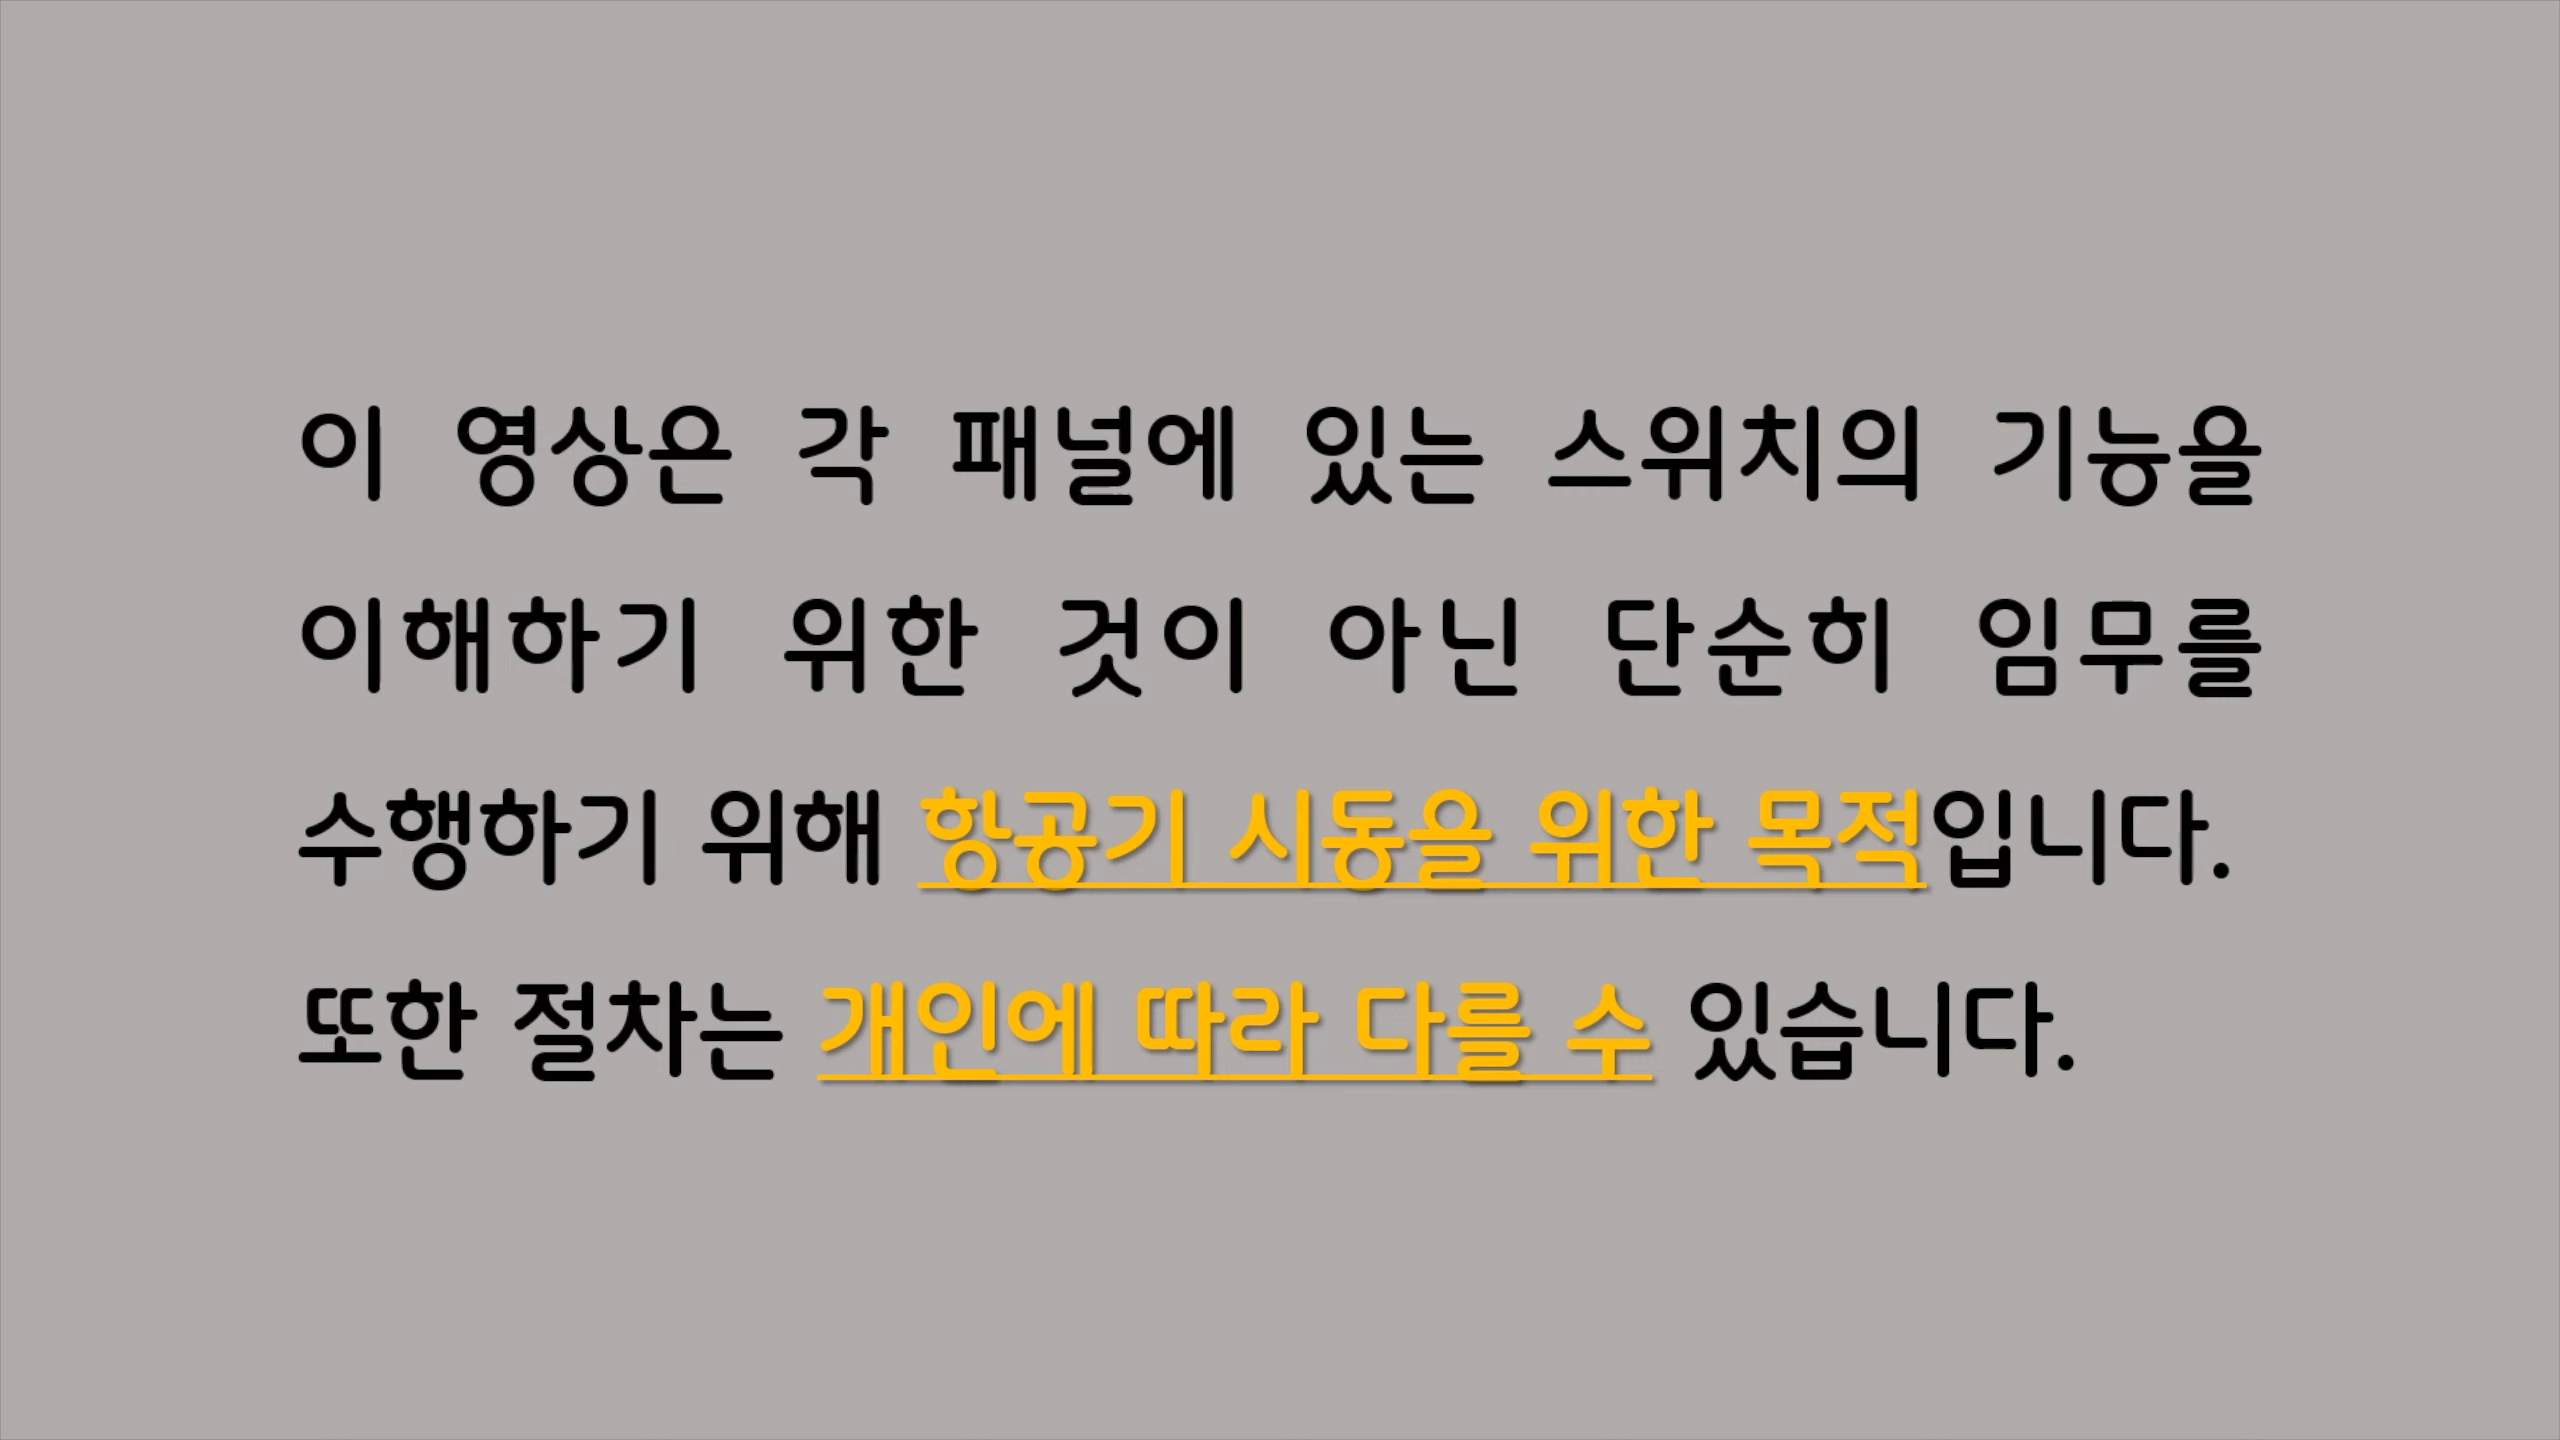 이 영상은 각 패널에 있는 스위치의 기능을
이해하기 위한 것이 아닌 단순히 임무를
수행하기 위해 항공기 시동을 위한 목적입니다.
또한 절차는 개인에 따라 다를 수 있습니다.